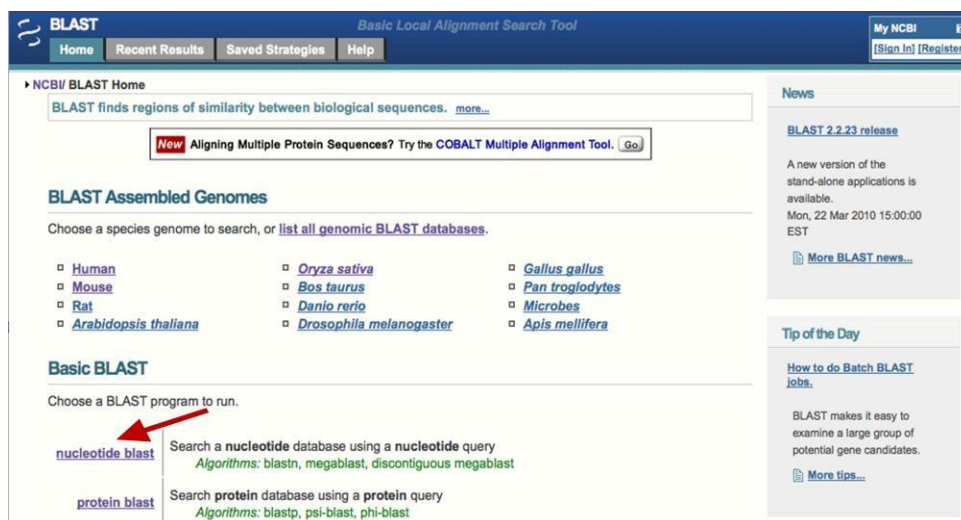 BLAST
Basic Local Alignment Search Tool
Home Recent Results Saved Strategies Help
My NCBI
[Sign In] [Register
NCBI/ BLAST Home
BLAST finds regions of similarity between biological sequences. more...
New Aligning Multiple Protein Sequences? Try the COBALT Multiple Alignment Tool. Go
BLAST Assembled Genomes
Choose a species genome to search, or list all genomic BLAST databases.
Human
Mouse
Rat
Arabidopsis thaliana
Oryza sativa
Bos taurus
Danio rerio
Drosophila melanogaster
Gallus gallus
Pan troglodytes
Microbes
Apis mellifera
Basic BLAST
Choose a BLAST program to run.
nucleotide blast
Search a nucleotide database using a nucleotide query
Algorithms: blastn, megablast, discontiguous megablast
protein blast
Search protein database using a protein query
Algorithms: blastp, psi-blast, phi-blast
News
BLAST 2.2.23 release
A new version of the
stand-alone applications is
available.
Mon, 22 Mar 2010 15:00:00
EST
More BLAST news...
Tip of the Day
How to do Batch BLAST
jobs.
BLAST makes it easy to
examine a large group of
potential gene candidates.
More tips...